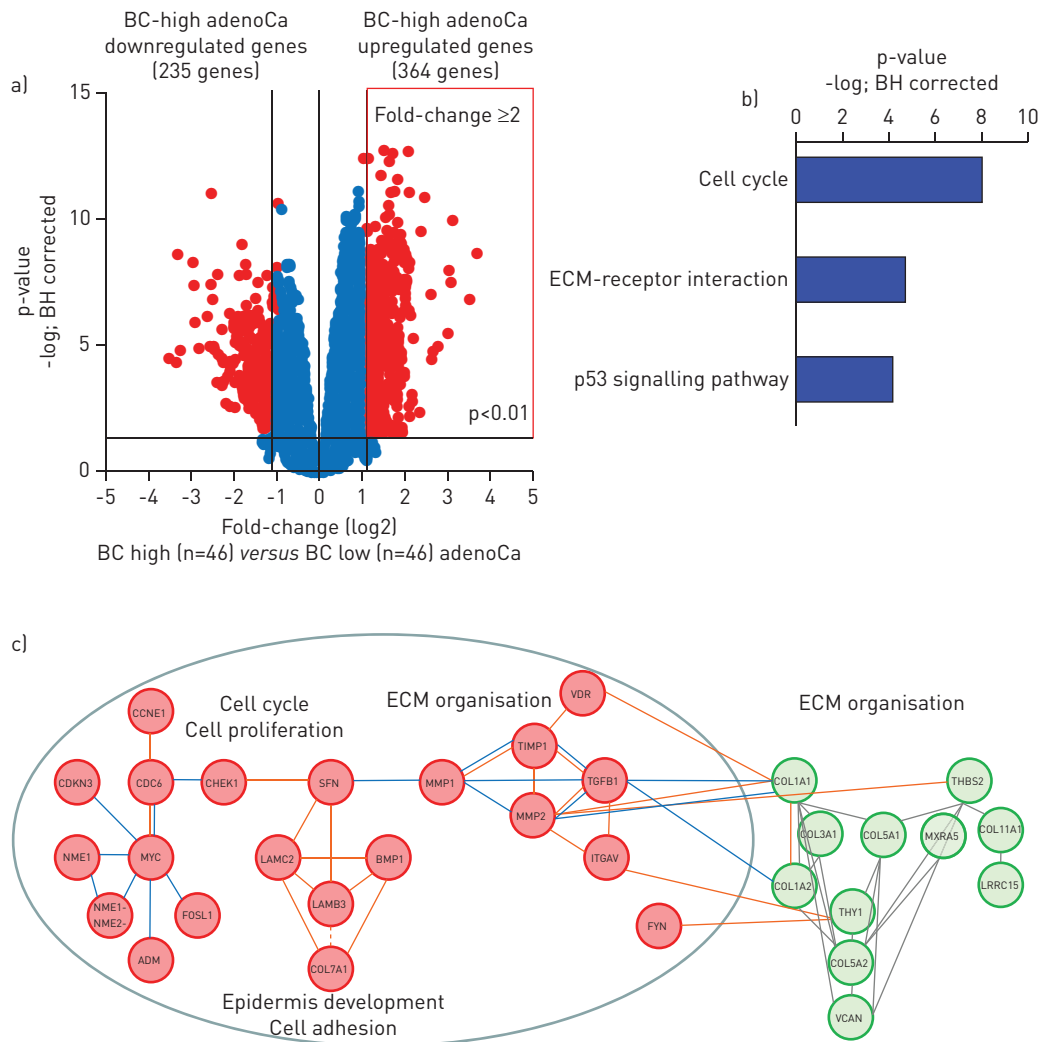 a)
BC-high adenoCa
downregulated genes
(235 genes)
BC-high adenoCa
upregulated genes
(364 genes)
15
10
5
0
p-value
-log; BH corrected
Fold-change ≥2
p<0.01
-5 -4 -3 -2 -1 0 1 2 3 4 5
Fold-change (log2)
BC high (n=46) versus BC low (n=46) adenoCa
b)
p-value
-log; BH corrected
0 2 4 6 8 10
Cell cycle
ECM-receptor interaction
p53 signalling pathway
c)
Cell cycle
Cell proliferation
ECM organisation
ECM organisation
Epidermis development
Cell adhesion
CCNE1
CDKN3
CDC6
CHEK1
SFN
NME1
MYC
NME1-
NME2-
FOSL1
ADM
LAMC2
BMP1
LAMB3
COL7A1
MMP1
TIMP1
VDR
TGFB1
MMP2
ITGAV
FYN
COL1A1
THBS2
COL3A1
COL5A1
MXRA5
COL11A1
COL1A2
LRRC15
THY1
COL5A2
VCAN